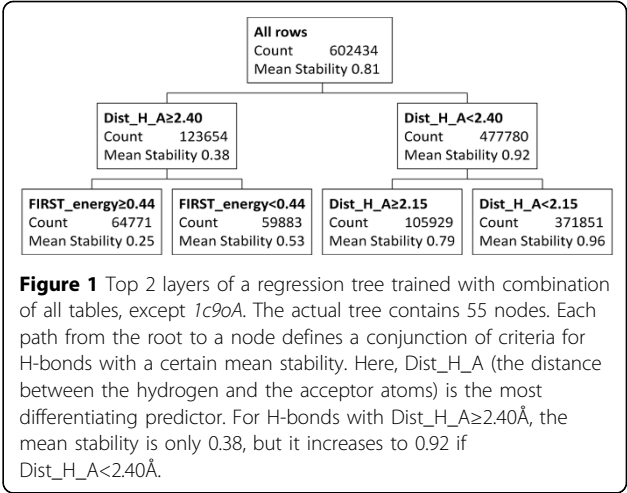 All rows
Count 602434
Mean Stability 0.81
Dist_H_A≥2.40
Count 123654
Mean Stability 0.38
Dist_H_A<2.40
Count 477780
Mean Stability 0.92
FIRST_energy≥0.44
Count 64771
Mean Stability 0.25
FIRST_energy<0.44
Count 59883
Mean Stability 0.53
Dist_H_A≥2.15
Count 105929
Mean Stability 0.79
Dist_H_A<2.15
Count 371851
Mean Stability 0.96
Figure 1 Top 2 layers of a regression tree trained with combination
of all tables, except 1c9oA. The actual tree contains 55 nodes. Each
path from the root to a node defines a conjunction of criteria for
H-bonds with a certain mean stability. Here, Dist_H_A (the distance
between the hydrogen and the acceptor atoms) is the most
differentiating predictor. For H-bonds with Dist_H_A≥2.40Å, the
mean stability is only 0.38, but it increases to 0.92 if
Dist_H_A<2.40Å.